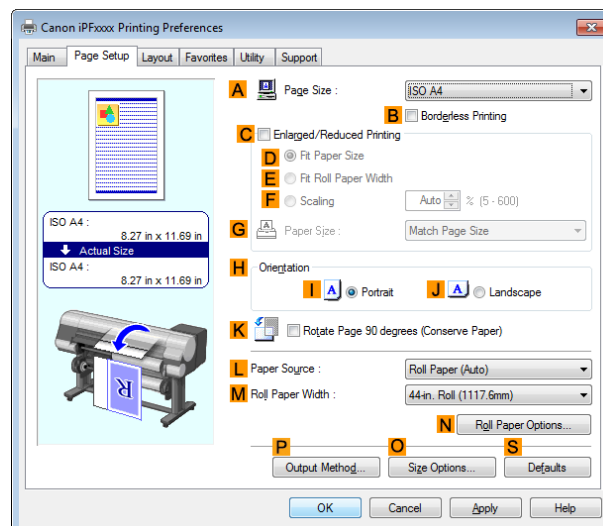 Canon iPFxxxx Printing Preferences
Main Page Setup Layout Favorites Utility Support
A Page Size : ISO A4
B Borderless Printing
C Enlarged/Reduced Printing
D Fit Paper Size
E Fit Roll Paper Width
F Scaling Auto % (5 - 600)
ISO A4 :
8.27 in x 11.69 in
Actual Size
ISO A4 :
8.27 in x 11.69 in
G Paper Size : Match Page Size
H Orientation
I A Portrait J A Landscape
K Rotate Page 90 degrees (Conserve Paper)
R
L Paper Source : Roll Paper (Auto)
M Roll Paper Width : 44-in. Roll (1117.6mm)
N Roll Paper Options...
P O S
Output Method... Size Options... Defaults
OK Cancel Apply Help